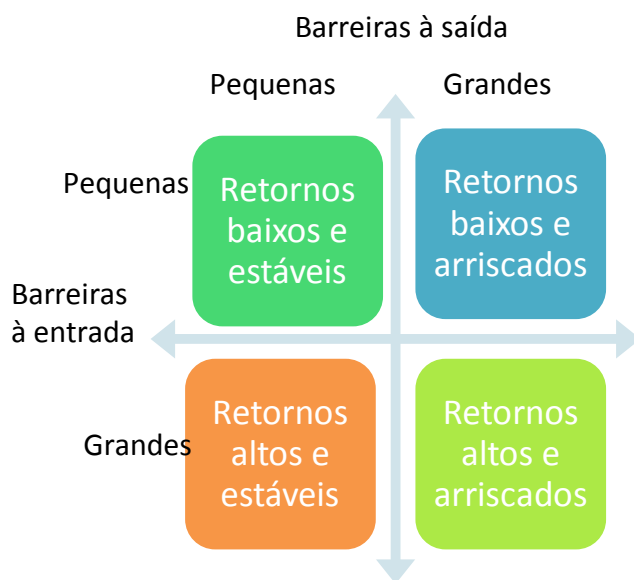 Barreiras à saída
Pequenas
Grandes
Pequenas
Retornos
baixos e
estáveis
Retornos
baixos e
arriscados
Barreiras
à entrada
Grandes
Retornos
altos e
estáveis
Retornos
altos e
arriscados